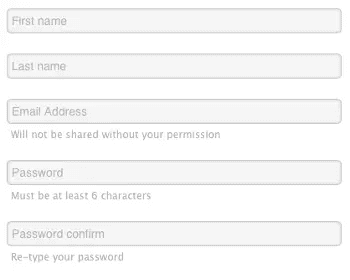 First name
Last name
Email Address
Will not be shared without your permission
Password
Must be at least 6 characters
Password confirm
Re-type your password